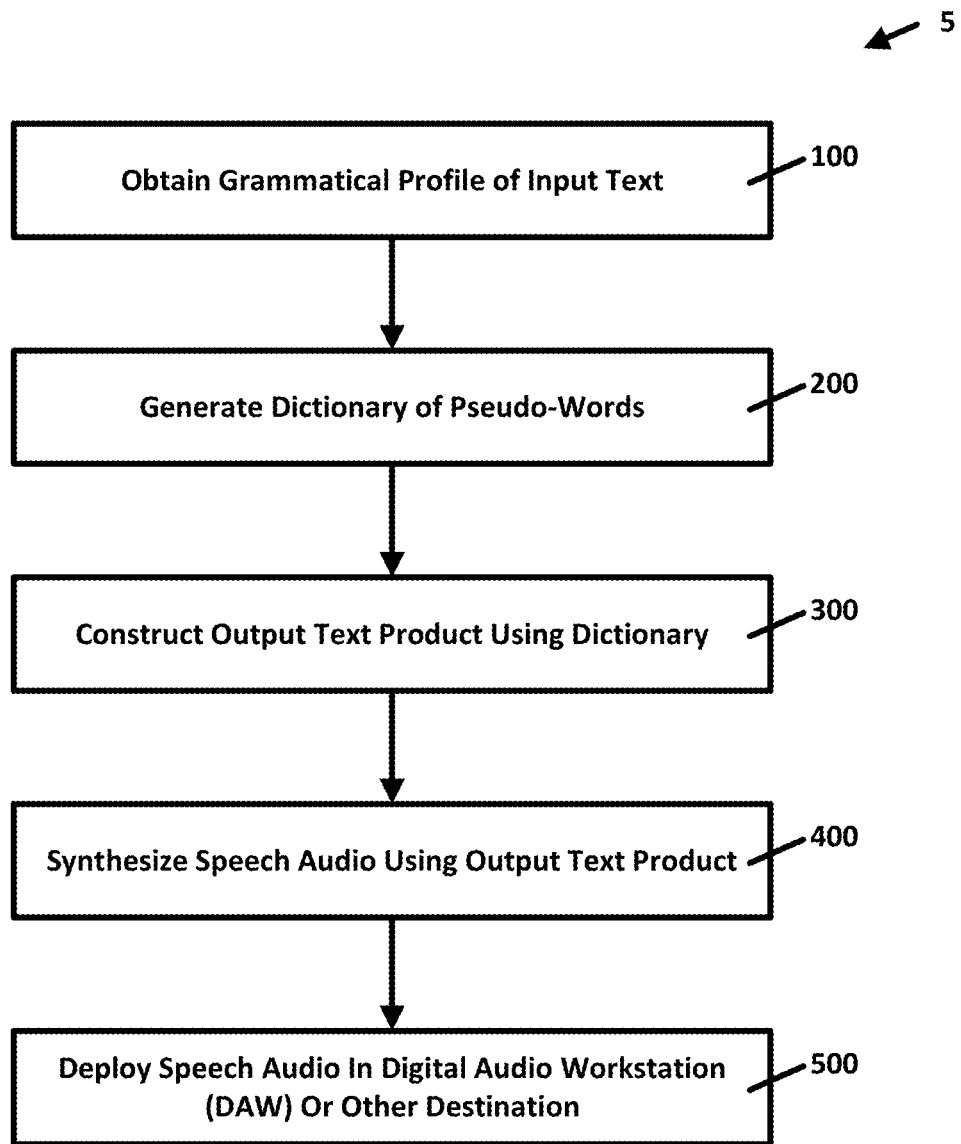 5
Obtain Grammatical Profile of Input Text
100
Generate Dictionary of Pseudo-Words
200
Construct Output Text Product Using Dictionary
300
Synthesize Speech Audio Using Output Text Product
400
Deploy Speech Audio In Digital Audio Workstation
(DAW) Or Other Destination
500